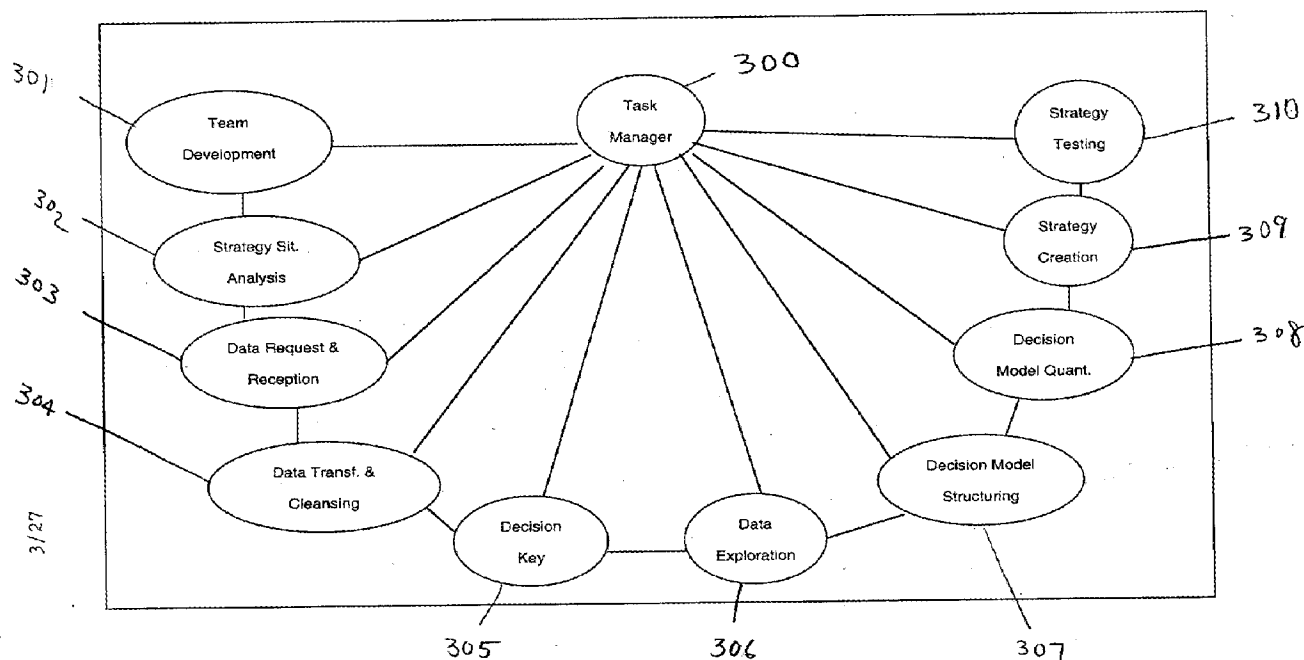 300
301
Task
Manager
Team
Development
Strategy
Testing
310
302
Strategy Sit.
Analysis
Strategy
Creation
309
303
Data Request &
Reception
Decision
Model Quant.
308
304
Data Transf. &
Cleansing
Decision Model
Structuring
Decision
Key
Data
Exploration
3/27
305
306
307